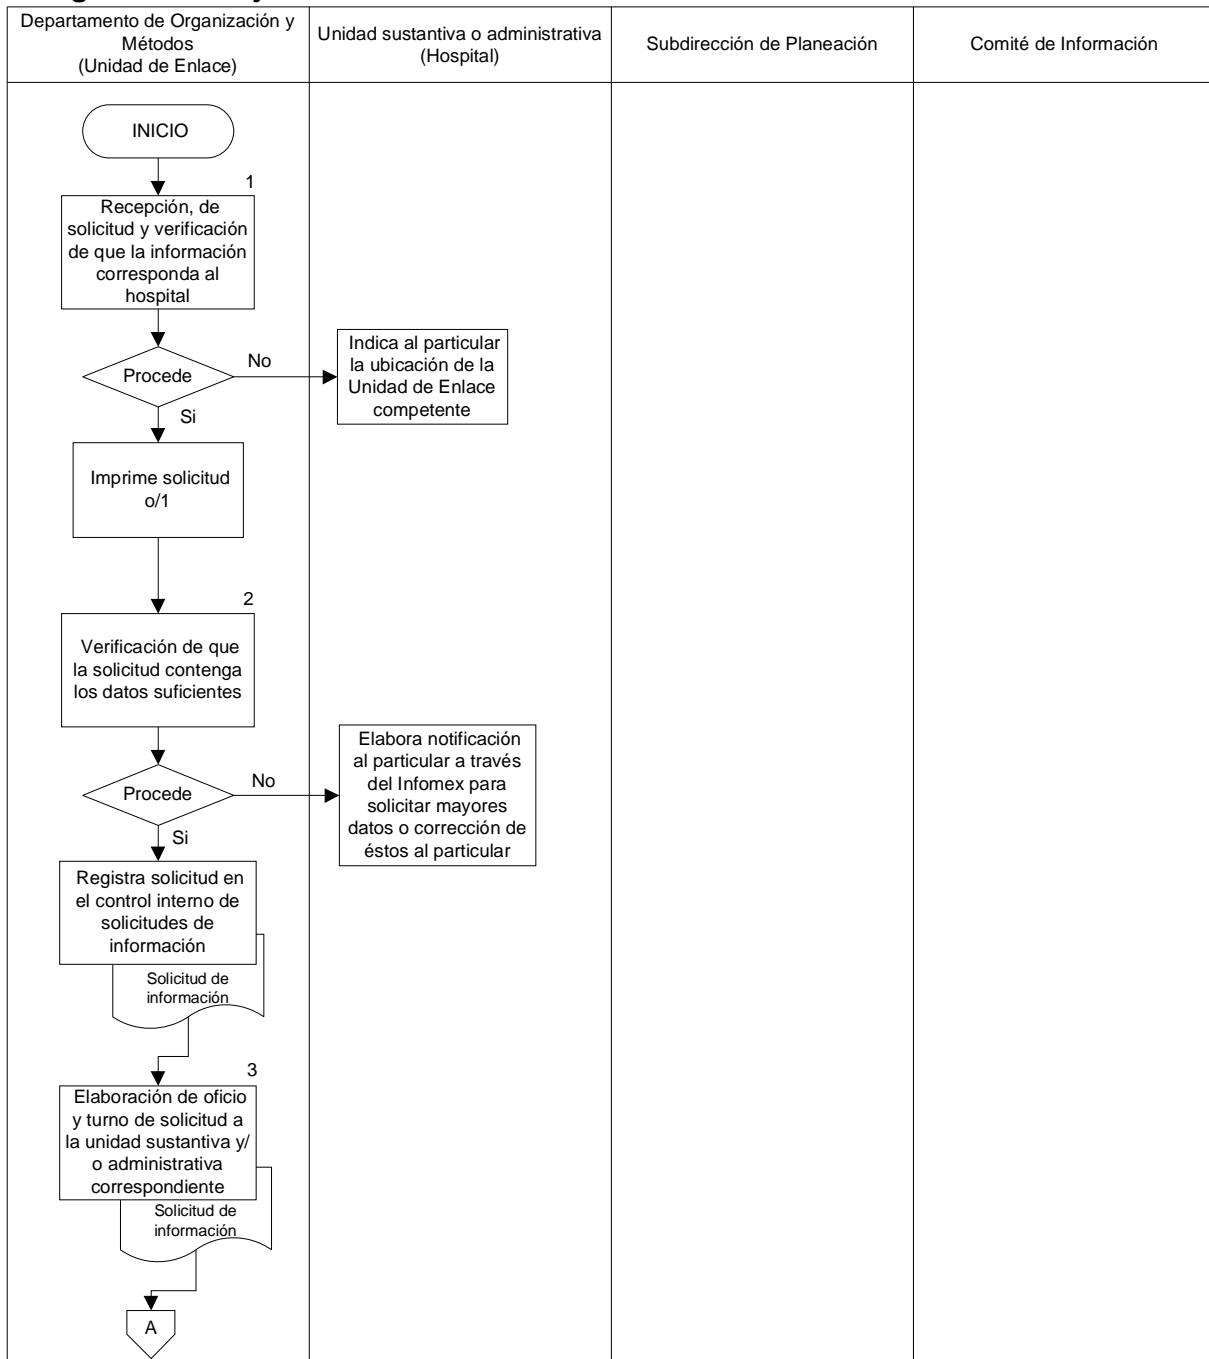 Departamento de Organización y
Métodos
(Unidad de Enlace)
Unidad sustantiva o administrativa
(Hospital)
Subdirección de Planeación
Comité de Información
INICIO
1
Recepción, de
solicitud y verificación
de que la información
corresponda al
hospital
Procede
No
Indica al particular
la ubicación de la
Unidad de Enlace
competente
Si
Imprime solicitud
o/1
2
Verificación de que
la solicitud contenga
los datos suficientes
Procede
No
Elabora notificación
al particular a través
del Infomex para
solicitar mayores
datos o corrección de
éstos al particular
Si
Registra solicitud en
el control interno de
solicitudes de
información
Solicitud de
información
3
Elaboración de oficio
y turno de solicitud a
la unidad sustantiva y/
o administrativa
correspondiente
Solicitud de
información
A